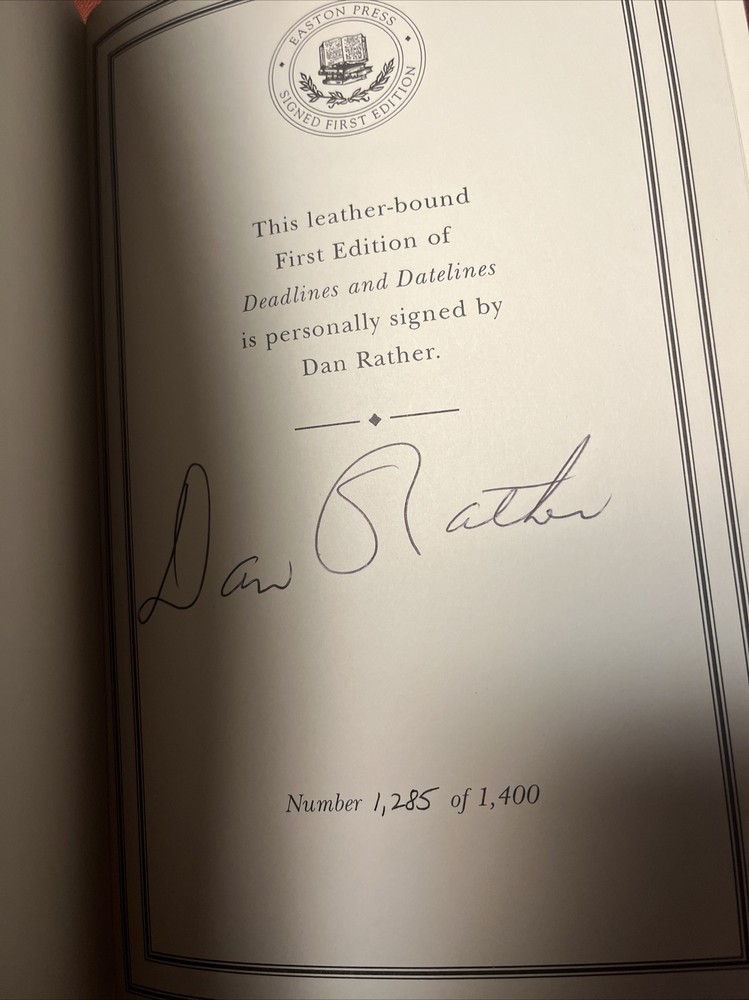 EASTON PRESS
SIGNED FIRST EDITION
This leather-bound
First Edition of
Deadlines and Datelines
is personally signed by
Dan Rather.
Dan Rather
Number 1,285 of 1,400